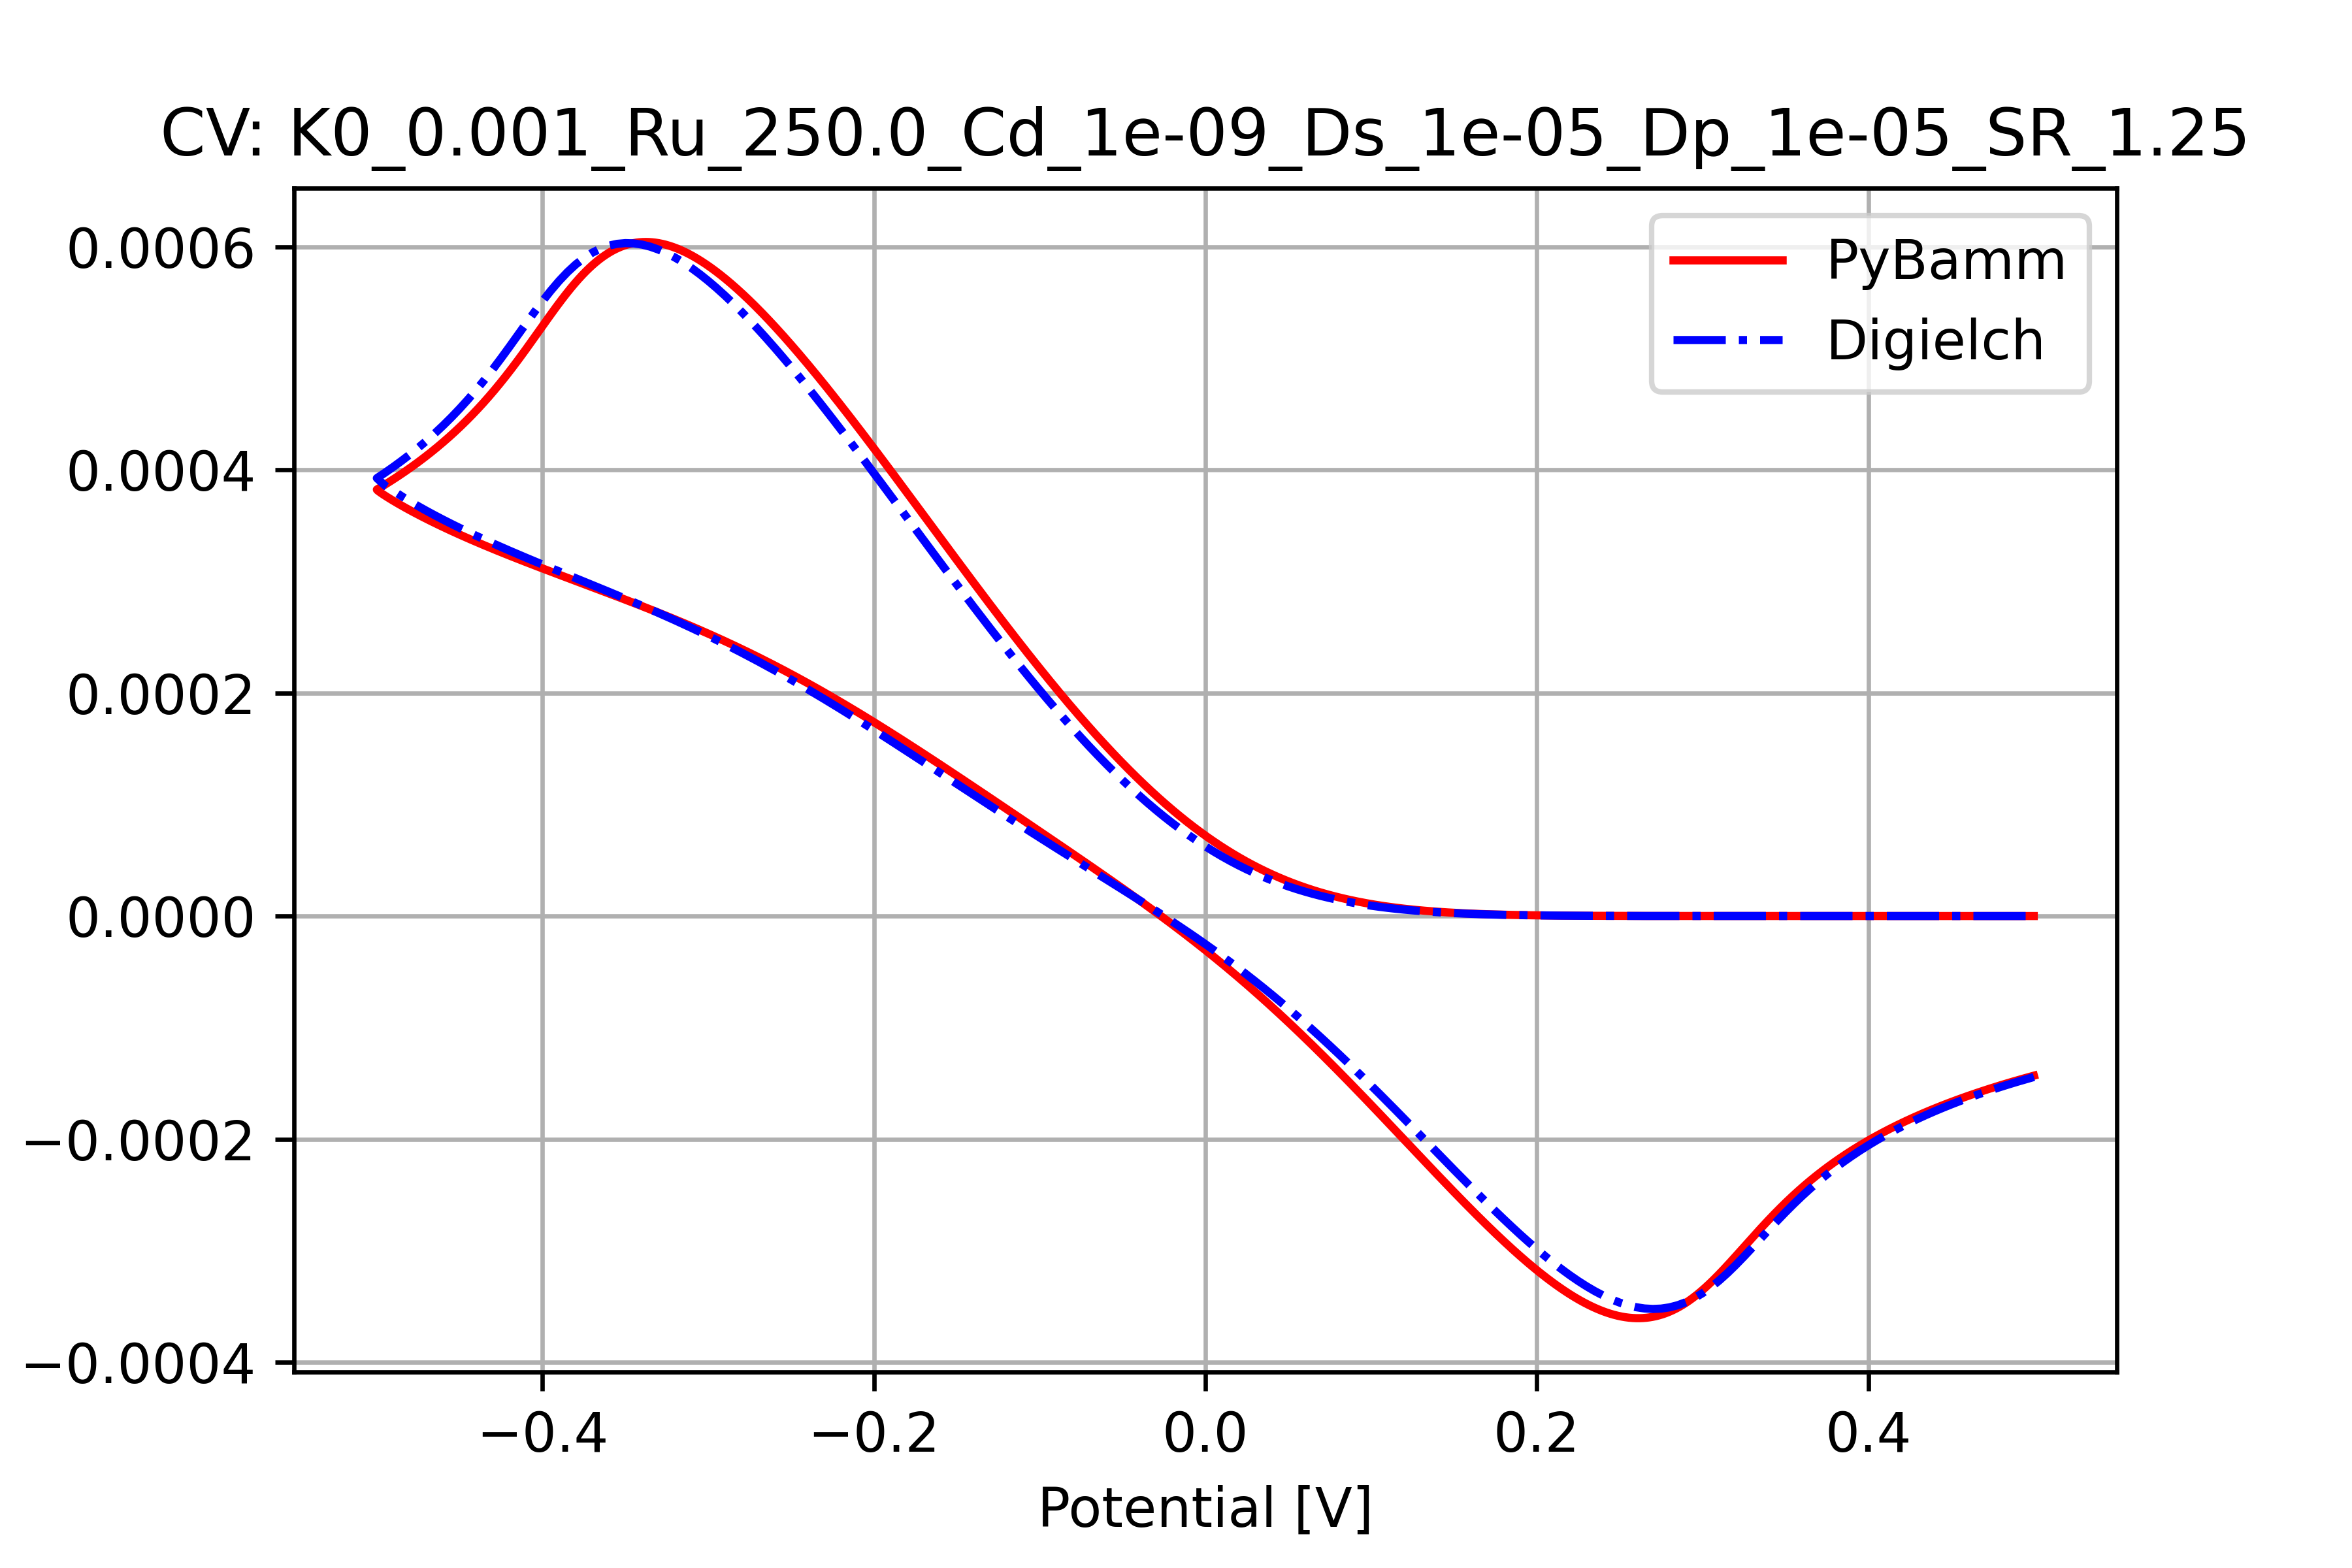 CV: K0_0.001_Ru_250.0_Cd_1e-09_Ds_1e-05_Dp_1e-05_SR_1.25
PyBamm
Digielch
0.0006
0.0004
0.0002
0.0000
−0.0002
−0.0004
−0.4 −0.2 0.0 0.2 0.4
Potential [V]